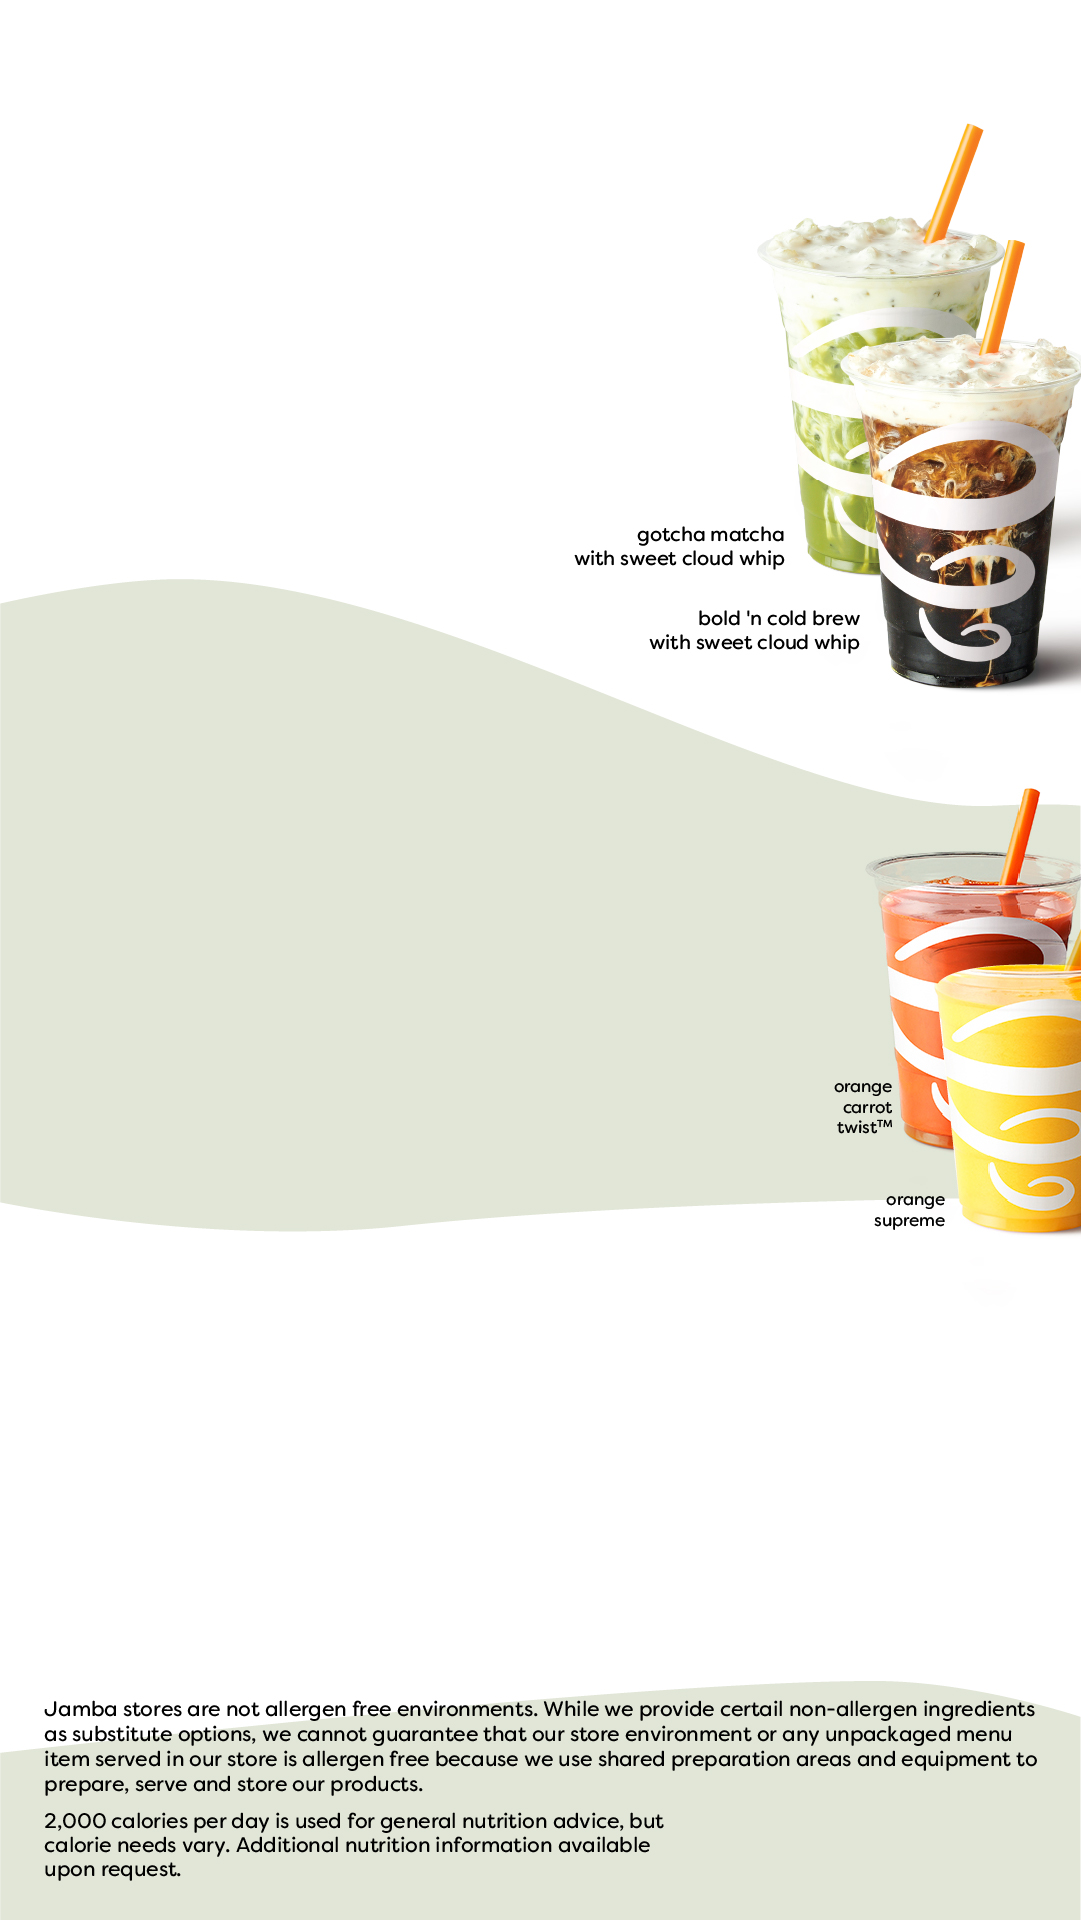 gotcha matcha
with sweet cloud whip
bold 'n cold brew
with sweet cloud whip
orange
carrot
twist™
orange
supreme
Jamba stores are not allergen free environments. While we provide certail non-allergen ingredients
as substitute options, we cannot guarantee that our store environment or any unpackaged menu
item served in our store is allergen free because we use shared preparation areas and equipment to
prepare, serve and store our products.
2,000 calories per day is used for general nutrition advice, but
calorie needs vary. Additional nutrition information available
upon request.